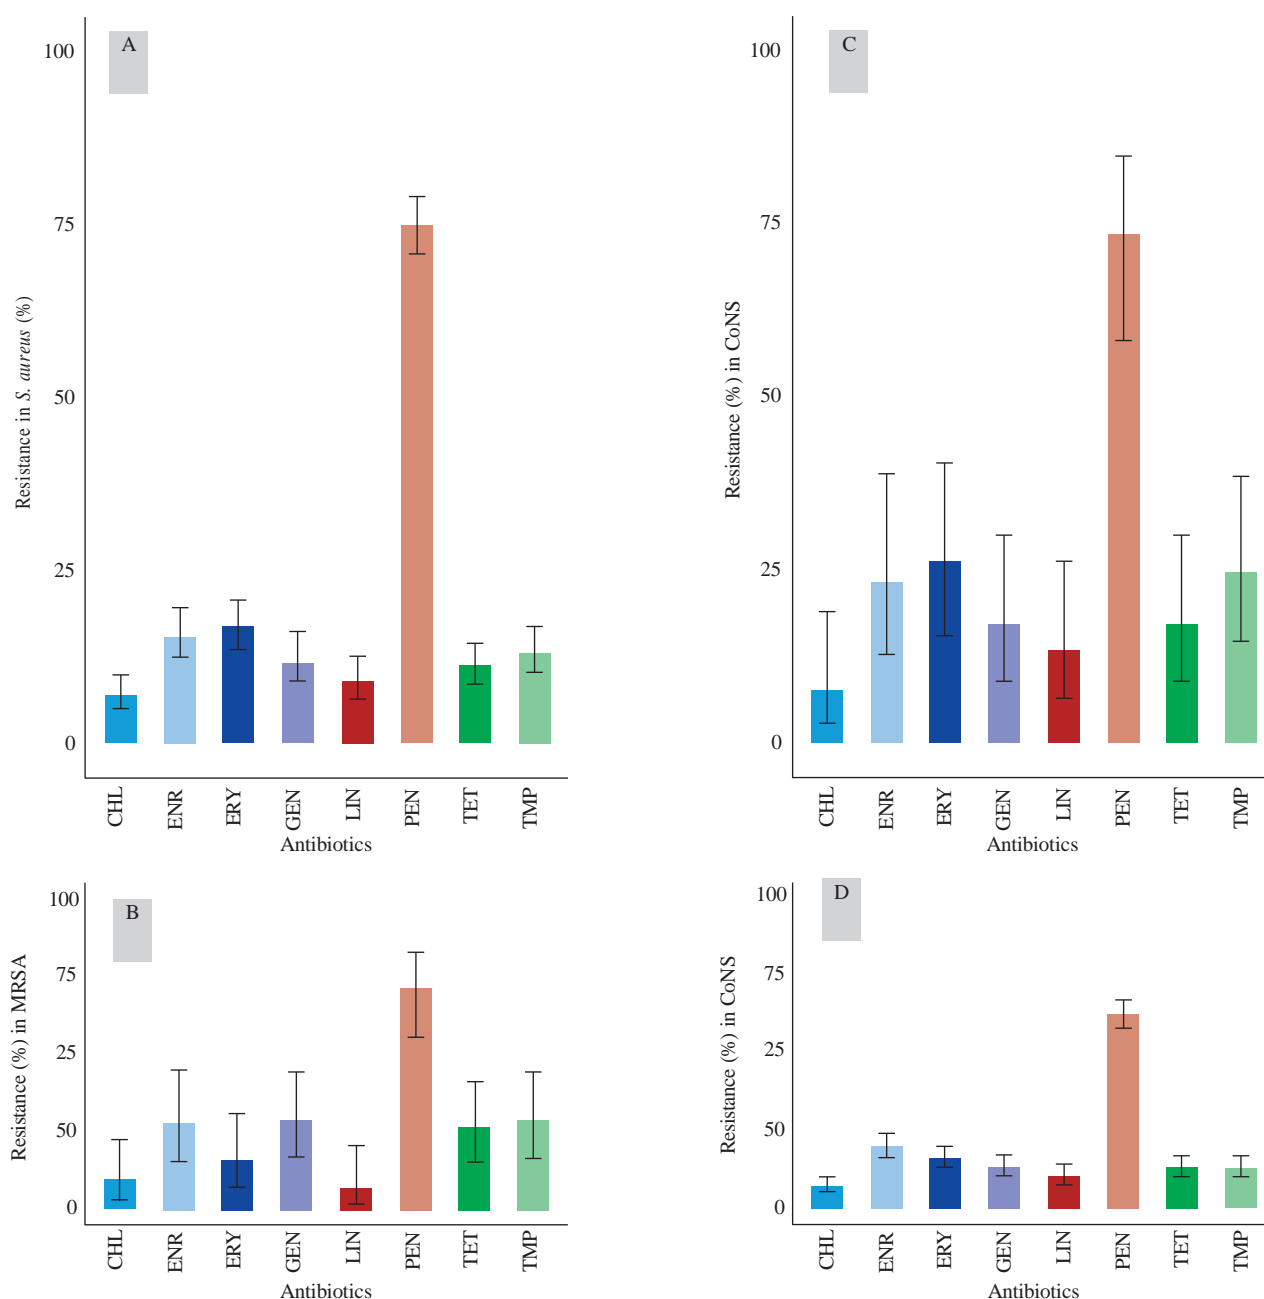 A
100
75
50
25
0
Resistance in S. aureus (%)
CHL
ENR
ERY
GEN
LIN
PEN
TET
TMP
Antibiotics
C
100
75
50
25
0
Resistance (%) in CoNS
CHL
ENR
ERY
GEN
LIN
PEN
TET
TMP
Antibiotics
B
100
75
25
50
0
Resistance (%) in MRSA
CHL
ENR
ERY
GEN
LIN
PEN
TET
TMP
Antibiotics
D
100
75
25
50
0
Resistance (%) in CoNS
CHL
ENR
ERY
GEN
LIN
PEN
TET
TMP
Antibiotics